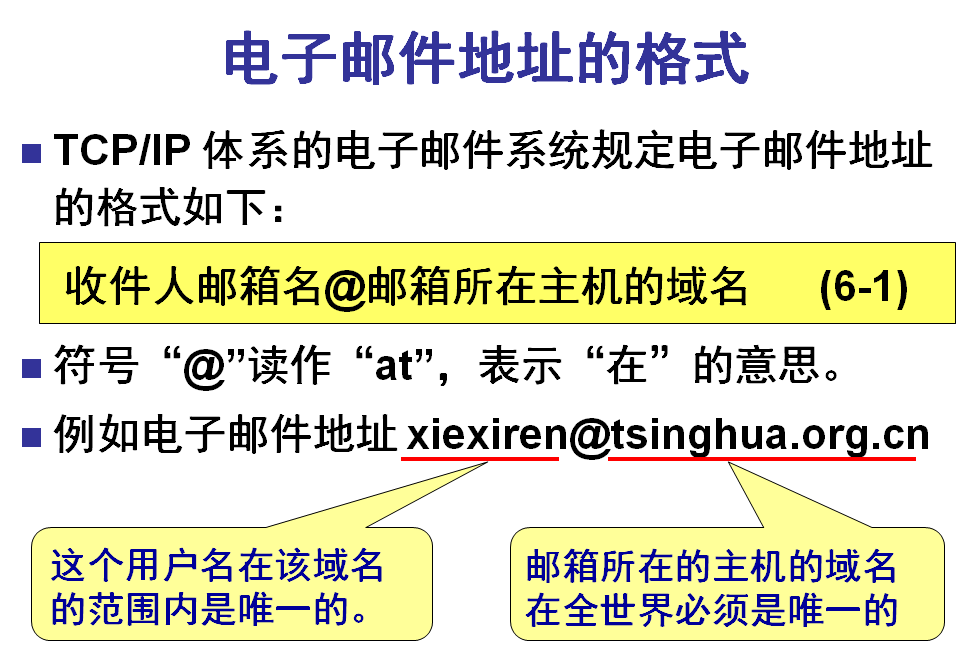 电子邮件地址的格式
TCP/IP 体系的电子邮件系统规定电子邮件地址
的格式如下：
收件人邮箱名@邮箱所在主机的域名 (6-1)
符号“@”读作“at”，表示“在”的意思。
例如电子邮件地址 xiexiren@tsinghua.org.cn
这个用户名在该域名
的范围内是唯一的。
邮箱所在的主机的域名
在全世界必须是唯一的